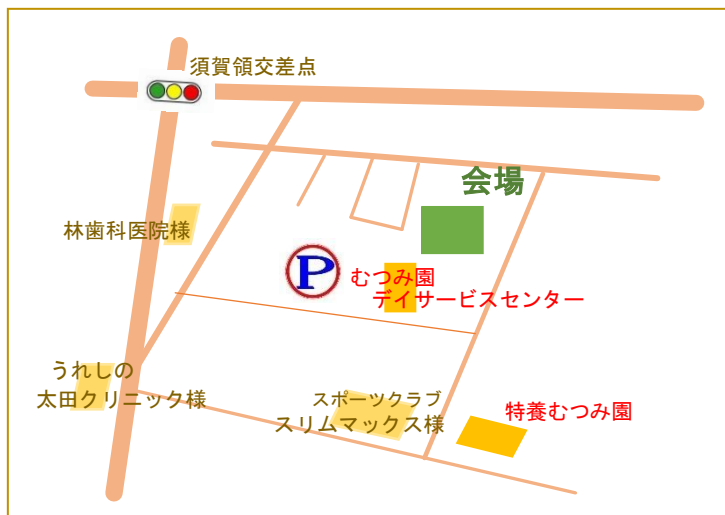 須賀領交差点
会場
林歯科医院様
P
むつみ園
デイサービスセンター
うれしの
太田クリニック様
スポーツクラブ
スリムマックス様
特養むつみ園